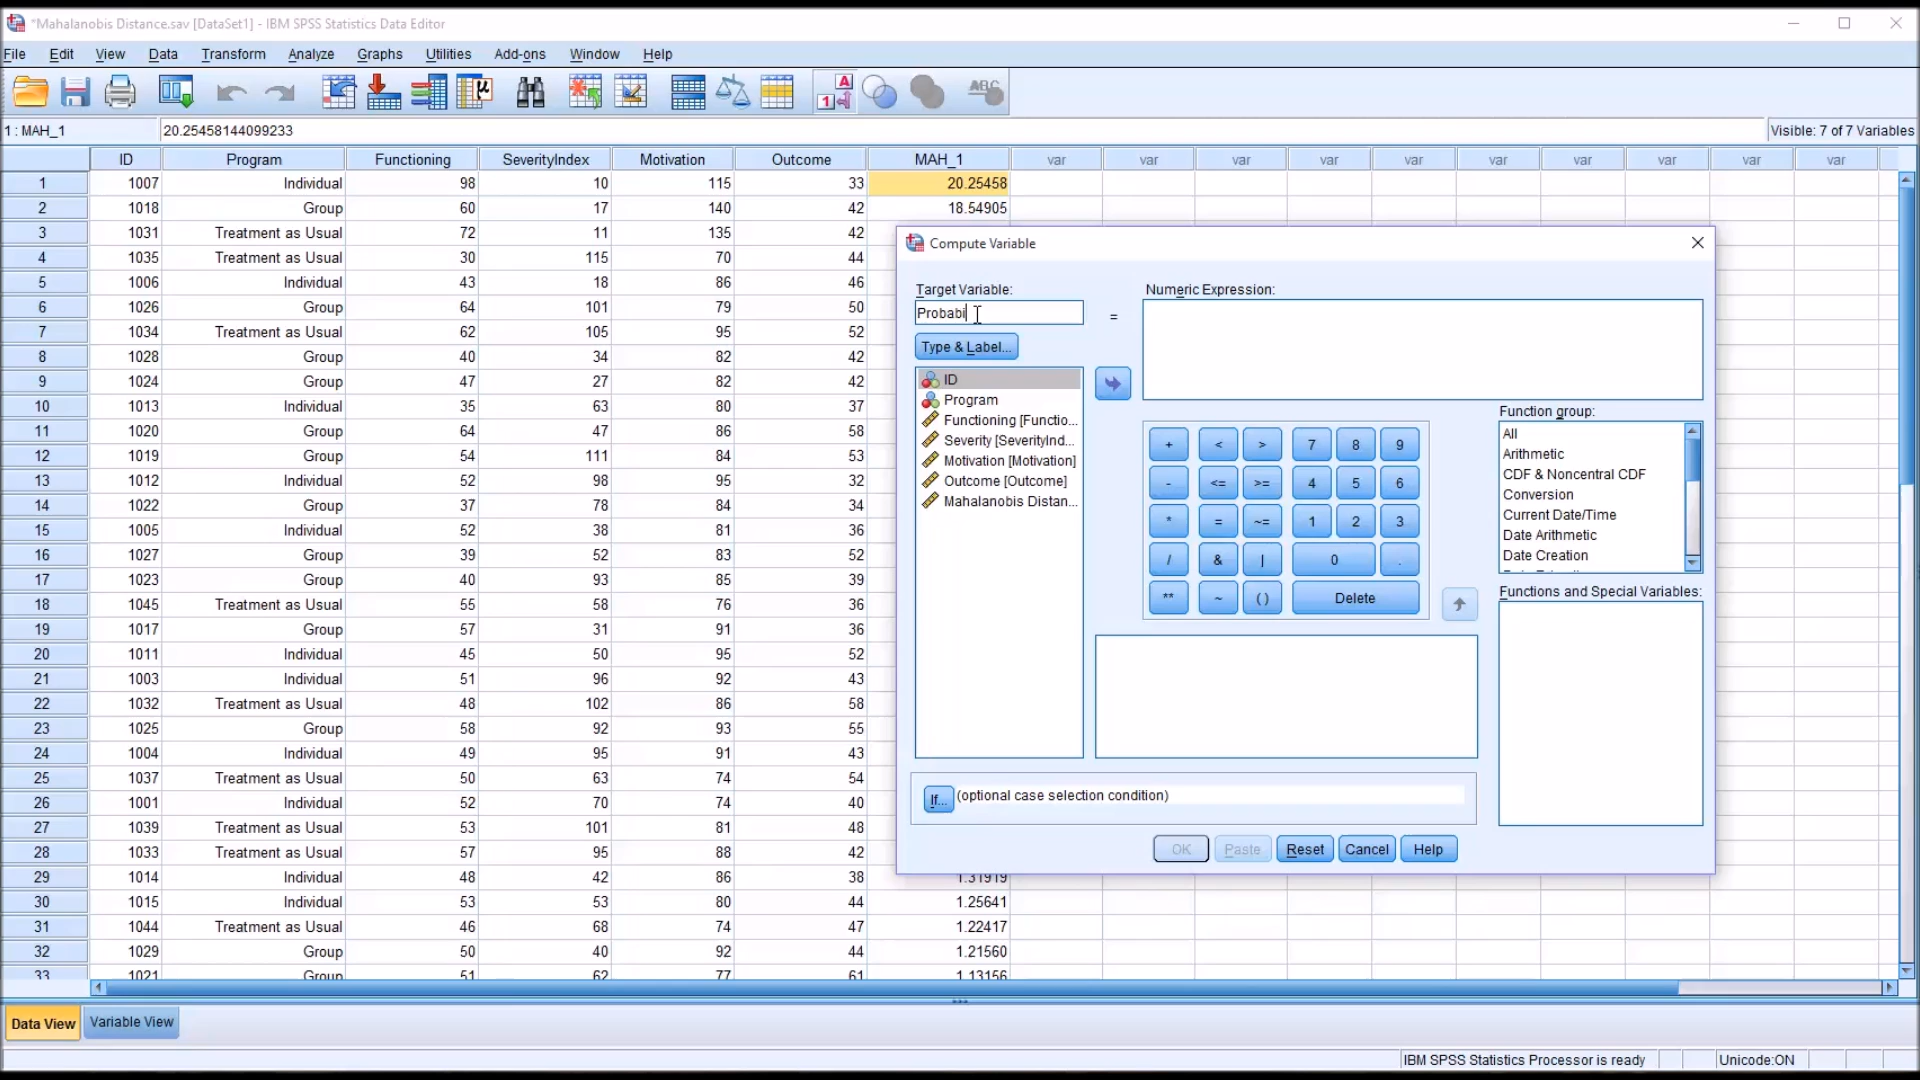 *Mahalanobis Distance.sav [DataSet1] - IBM SPSS Statistics Data Editor
File Edit View Data Transform Analyze Graphs Utilities Add-ons Window Help
1 : MAH_1 20.25458144099233 Visible: 7 of 7 Variables
ID Program Functioning SeverityIndex Motivation Outcome MAH_1 var var var var var var var var var var
1 1007 Individual 98 10 115 33 20.25458
2 1018 Group 60 17 140 42 18.54905
3 1031 Treatment as Usual 72 11 135 42
4 1035 Treatment as Usual 30 115 70 44
5 1006 Individual 43 18 86 46
6 1026 Group 64 101 79 50
7 1034 Treatment as Usual 62 105 95 52
8 1028 Group 40 34 82 42
9 1024 Group 47 27 82 42
10 1013 Individual 35 63 80 37
11 1020 Group 64 47 86 58
12 1019 Group 54 111 84 53
13 1012 Individual 52 98 95 32
14 1022 Group 37 78 84 34
15 1005 Individual 52 38 81 36
16 1027 Group 39 52 83 52
17 1023 Group 40 93 85 39
18 1045 Treatment as Usual 55 58 76 36
19 1017 Group 57 31 91 36
20 1011 Individual 45 50 95 52
21 1003 Individual 51 96 92 43
22 1032 Treatment as Usual 48 102 86 58
23 1025 Group 58 92 93 55
24 1004 Individual 49 95 91 43
25 1037 Treatment as Usual 50 63 74 54
26 1001 Individual 52 70 74 40
27 1039 Treatment as Usual 53 101 81 48
28 1033 Treatment as Usual 57 95 88 42
29 1014 Individual 48 42 86 38 1.31919
30 1015 Individual 53 53 80 44 1.25641
31 1044 Treatment as Usual 46 68 74 47 1.22417
32 1029 Group 50 40 92 44 1.21560
33 1021 Group 51 62 77 61 1.13156
Compute Variable
Target Variable:
Probabi
=
Numeric Expression:
Type & Label...
ID
Program
Functioning [Functio...
Severity [SeverityInd...
Motivation [Motivation]
Outcome [Outcome]
Mahalanobis Distan...
+ < > 7 8 9
- <= >= 4 5 6
* = ~= 1 2 3
/ & | 0 .
** ~ ( ) Delete
Function group:
All
Arithmetic
CDF & Noncentral CDF
Conversion
Current Date/Time
Date Arithmetic
Date Creation
Functions and Special Variables:
If... (optional case selection condition)
OK Paste Reset Cancel Help
Data View Variable View
IBM SPSS Statistics Processor is ready Unicode:ON